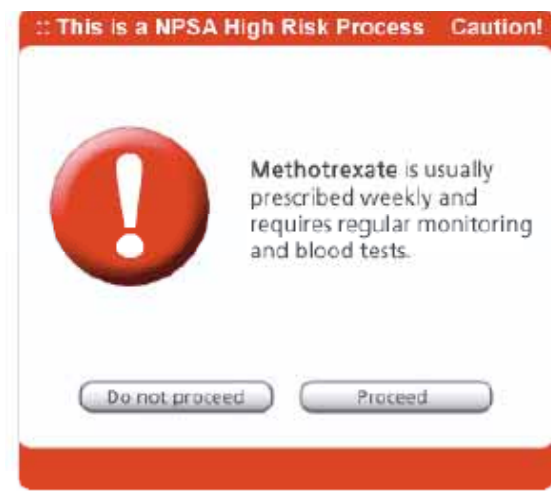 :: This is a NPSA High Risk Process Caution!
!
Methotrexate is usually
prescribed weekly and
requires regular monitoring
and blood tests.
Do not proceed Proceed